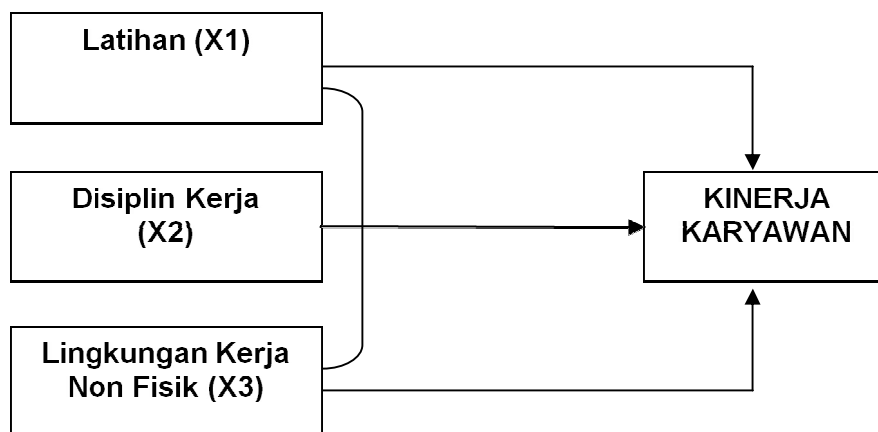 Latihan (X1)
Disiplin Kerja
(X2)
KINERJA
KARYAWAN
Lingkungan Kerja
Non Fisik (X3)